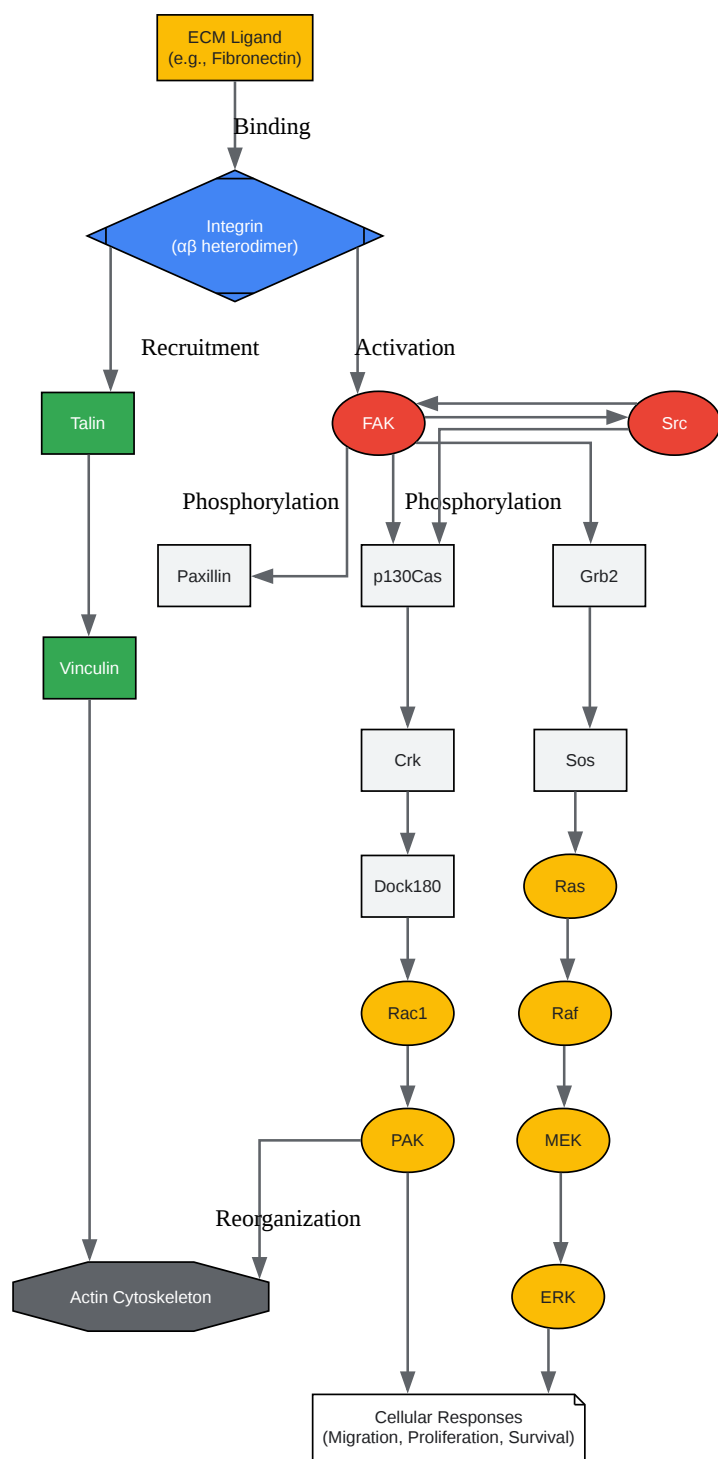 ECM Ligand
(e.g., Fibronectin)
Binding
Integrin
(αβ heterodimer)
Recruitment
Activation
Talin
FAK
Src
Phosphorylation
Phosphorylation
Paxillin
p130Cas
Grb2
Vinculin
Crk
Sos
Dock180
Ras
Rac1
Raf
PAK
MEK
Reorganization
Actin Cytoskeleton
ERK
Cellular Responses
(Migration, Proliferation, Survival)